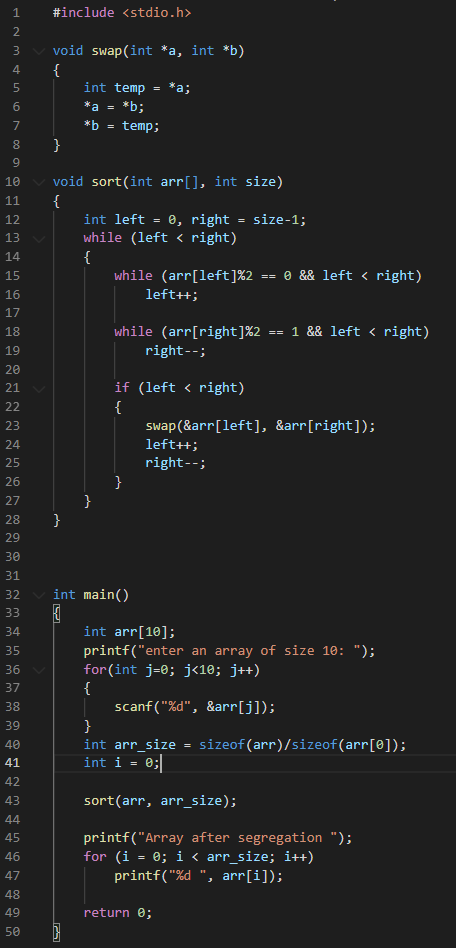 1 #include <stdio.h>
2
3 void swap(int *a, int *b)
4 {
5     int temp = *a;
6     *a = *b;
7     *b = temp;
8 }
9
10 void sort(int arr[], int size)
11 {
12     int left = 0, right = size-1;
13     while (left < right)
14     {
15         while (arr[left]%2 == 0 && left < right)
16             left++;
17
18         while (arr[right]%2 == 1 && left < right)
19             right--;
20
21         if (left < right)
22         {
23             swap(&arr[left], &arr[right]);
24             left++;
25             right--;
26         }
27     }
28 }
29
30
31
32 int main()
33 {
34     int arr[10];
35     printf("enter an array of size 10: ");
36     for(int j=0; j<10; j++)
37     {
38         scanf("%d", &arr[j]);
39     }
40     int arr_size = sizeof(arr)/sizeof(arr[0]);
41     int i = 0;
42
43     sort(arr, arr_size);
44
45     printf("Array after segregation ");
46     for (i = 0; i < arr_size; i++)
47         printf("%d ", arr[i]);
48
49     return 0;
50 }